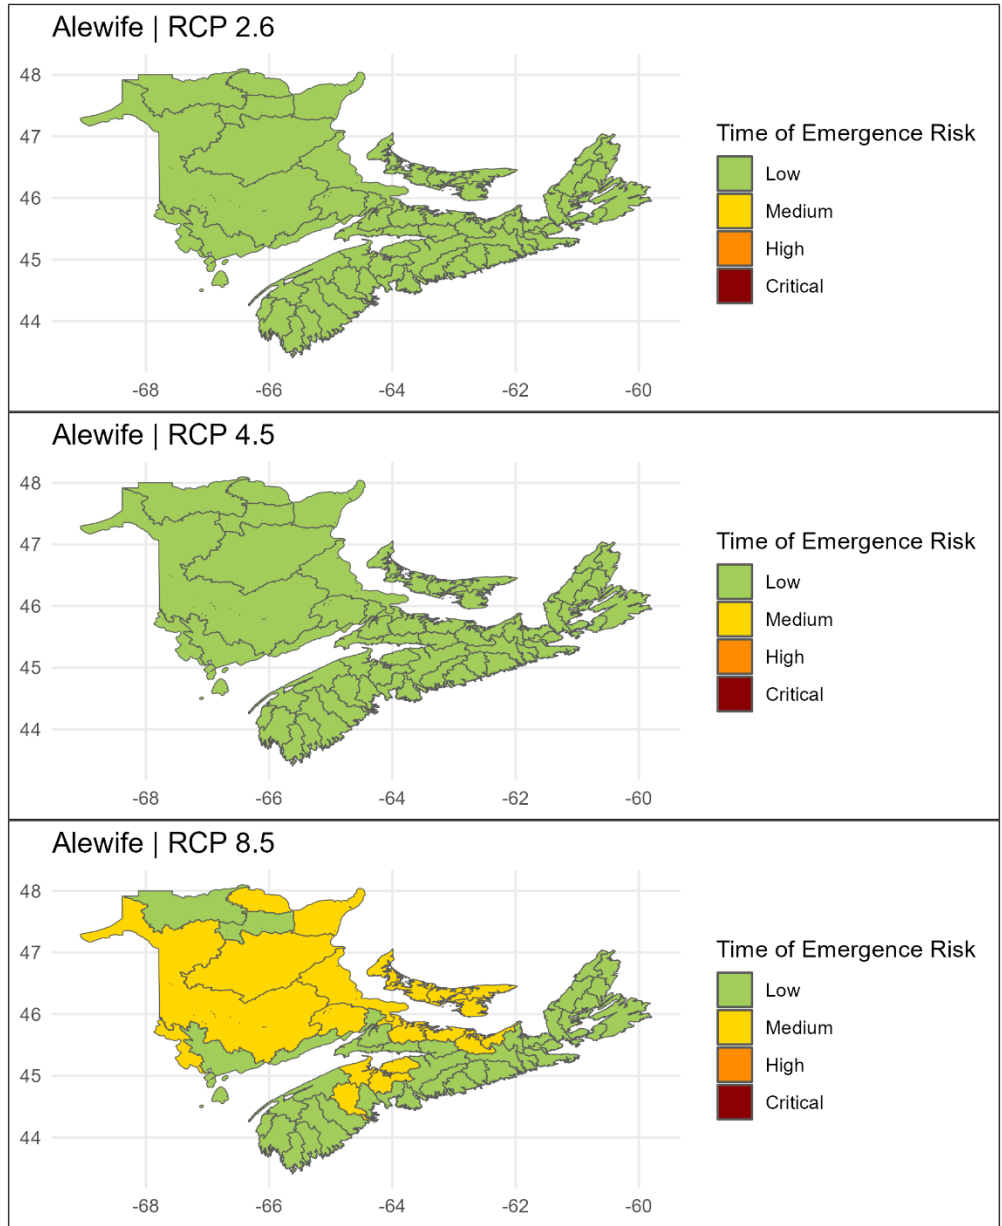 Alewife | RCP 2.6
48
47
46
45
44
-68
-66
-64
-62
-60
Time of Emergence Risk
Low
Medium
High
Critical
Alewife | RCP 4.5
48
47
46
45
44
-68
-66
-64
-62
-60
Time of Emergence Risk
Low
Medium
High
Critical
Alewife | RCP 8.5
48
47
46
45
44
-68
-66
-64
-62
-60
Time of Emergence Risk
Low
Medium
High
Critical